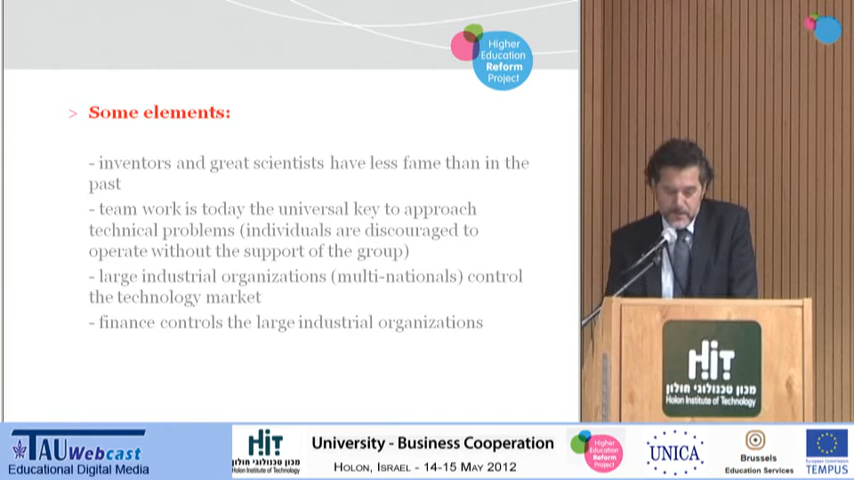 Higher
Education
Reform
Project
> Some elements:
- inventors and great scientists have less fame than in the
past
- team work is today the universal key to approach
technical problems (individuals are discouraged to
operate without the support of the group)
- large industrial organizations (multi-nationals) control
the technology market
- finance controls the large industrial organizations
HiT
מכון טכנולוגי חולון
Holon Institute of Technology
TAU Webcast
Educational Digital Media
HiT
מכון טכנולוגי חולון
Holon Institute of Technology
University - Business Cooperation
Holon, Israel - 14-15 May 2012
Higher
Education
Reform
Project
UNICA
Brussels
Education Services
TEMPUS